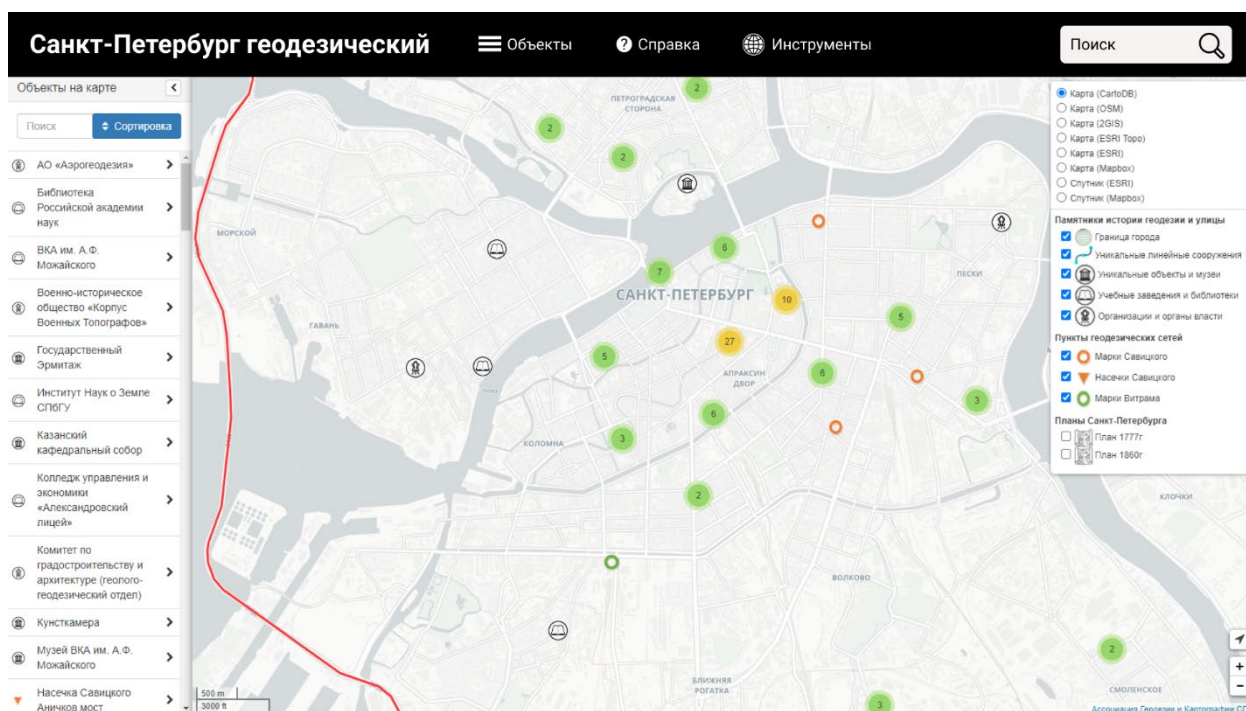 Санкт-Петербург геодезический
Объекты
Справка
Инструменты
Поиск
Объекты на карте
Поиск
Сортировка
АО «Аэрогеодезия»
Библиотека
Российской академии
наук
ВКА им. А.Ф.
Можайского
Военно-историческое
общество «Корпус
Военных Топографов»
Государственный
Эрмитаж
Институт Наук о Земле
СПбГУ
Казанский
кафедральный собор
Колледж управления и
экономики
«Александровский
лицей»
Комитет по
градостроительству и
архитектуре (геолого-
геодезический отдел)
Кунсткамера
Музей ВКА им. А.Ф.
Можайского
Насечка Савицкого
Аничков мост
2
ПЕТРОГРАДСКАЯ
СТОРОНА
2
2
МОРСКОЙ
6
7
ПЕСКИ
САНКТ-ПЕТЕРБУРГ
10
5
ГАВАНЬ
27
5
АПРАКСИН
ДВОР
6
3
6
КОЛОМНА
3
2
КЛОЧКИ
ВОЛКОВО
2
БЛИЖНЯЯ
РОГАТКА
СМОЛЕНСКОЕ
3
500 m
3000 ft
Карта (CartoDB)
Карта (OSM)
Карта (2GIS)
Карта (ESRI Topo)
Карта (ESRI)
Карта (Mapbox)
Спутник (ESRI)
Спутник (Mapbox)
Памятники истории геодезии и улицы
Граница города
Уникальные линейные сооружения
Уникальные объекты и музеи
Учебные заведения и библиотеки
Организации и органы власти
Пункты геодезических сетей
Марки Савицкого
Насечки Савицкого
Марки Витрама
Планы Санкт-Петербурга
План 1777г
План 1860г
+
−
Ассоциация Геодезии и Картографии СП